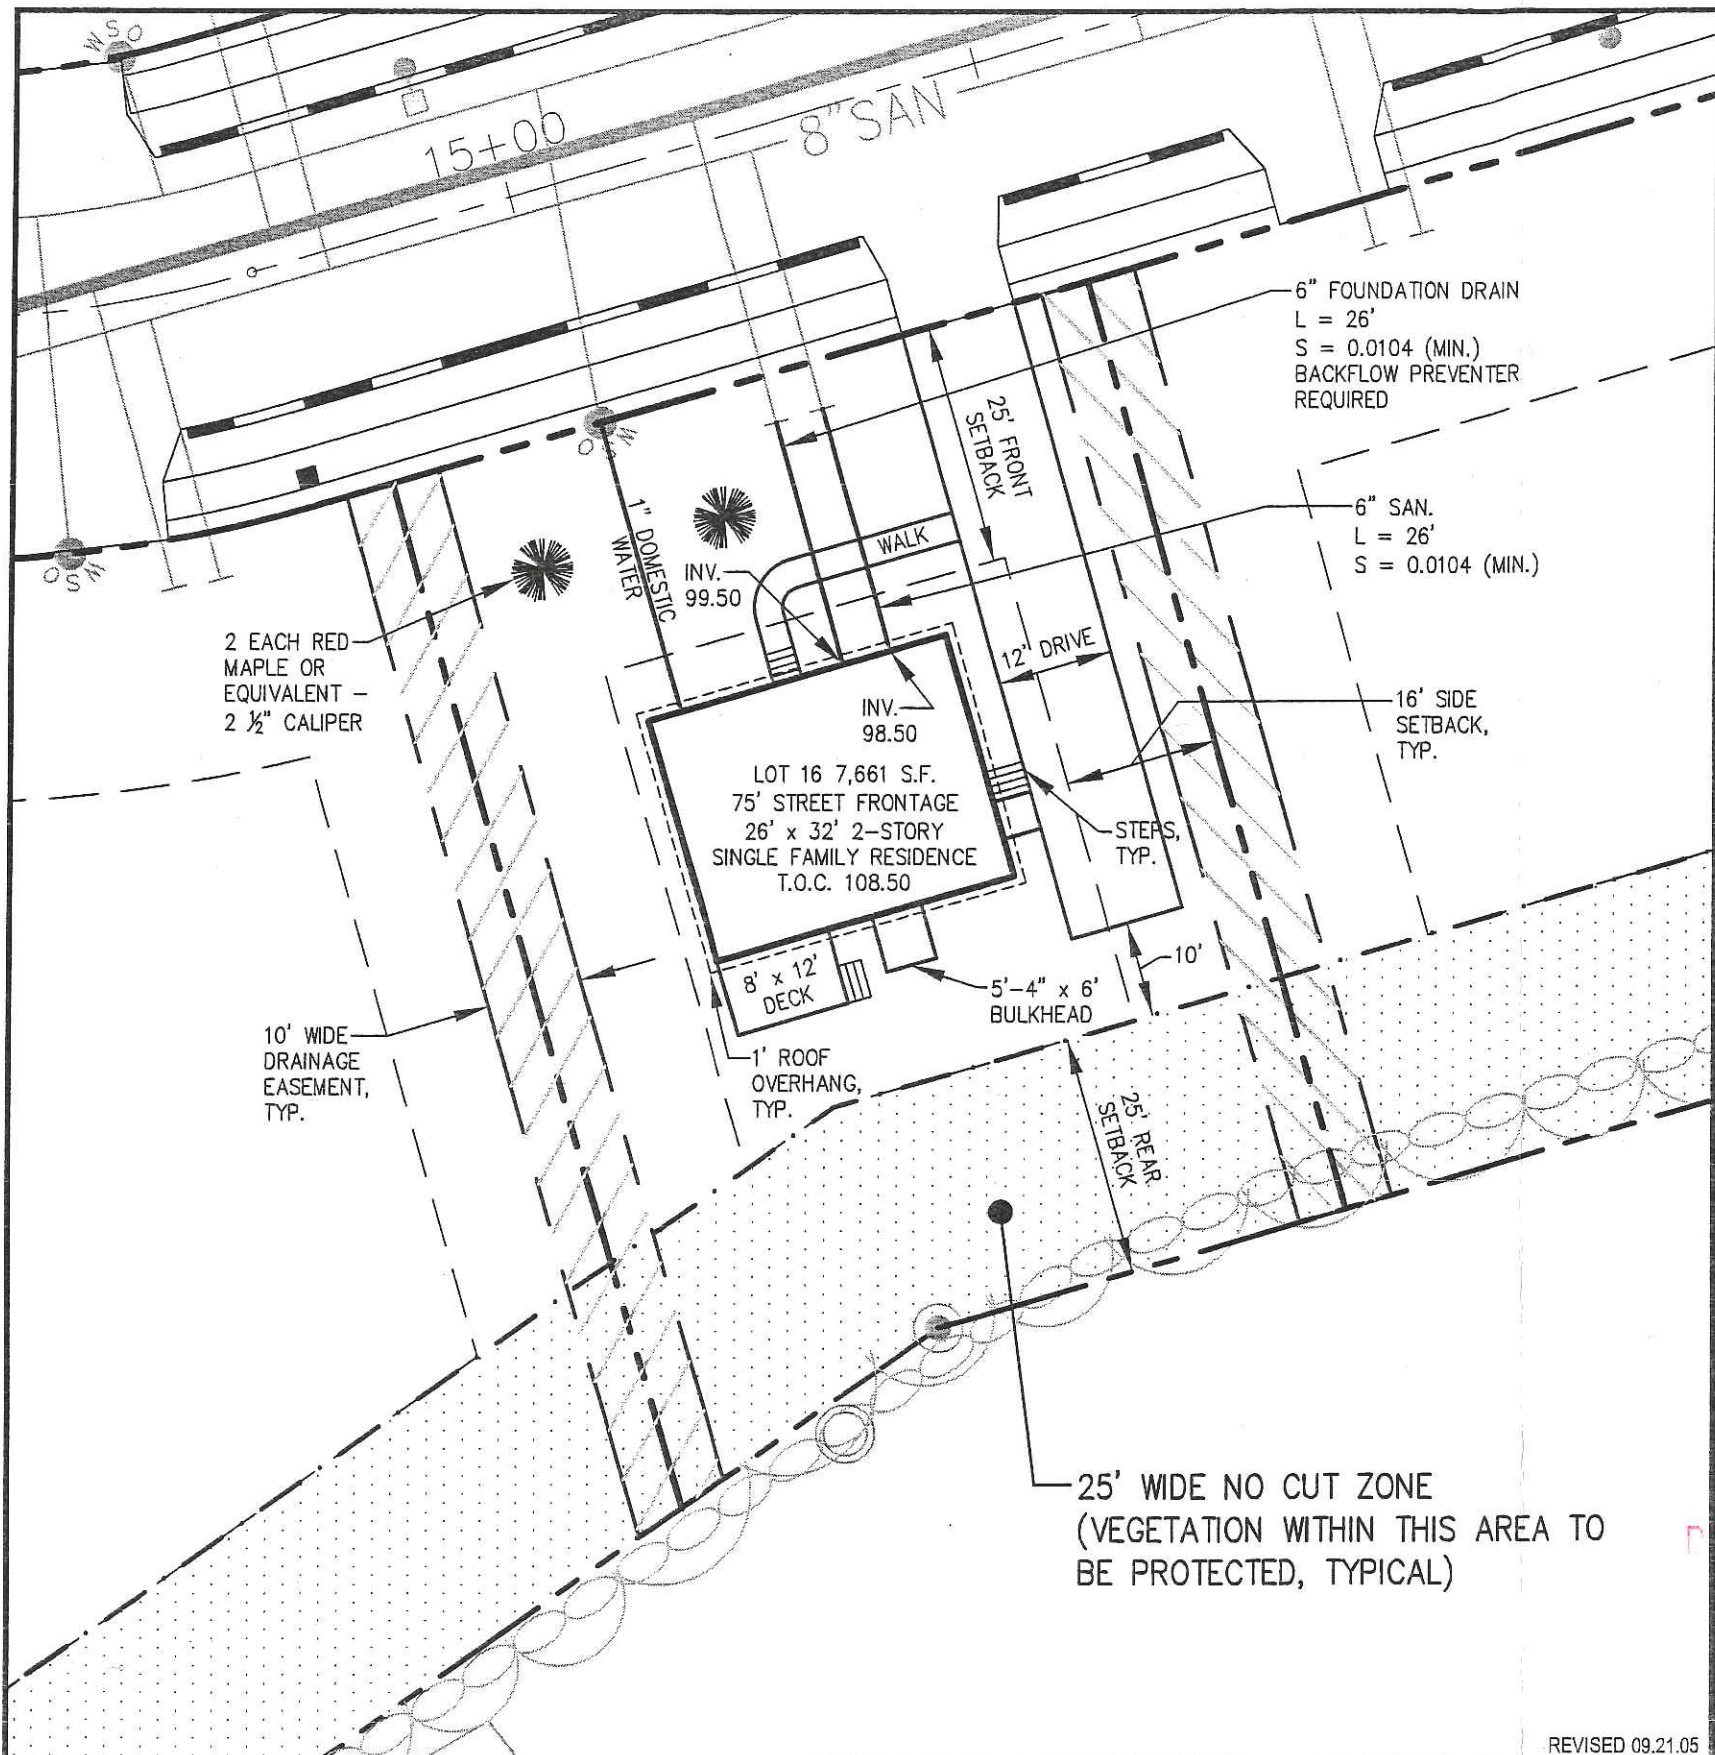 WSO
15+00
8" SAN
6" FOUNDATION DRAIN
L = 26'
S = 0.0104 (MIN.)
BACKFLOW PREVENTER
REQUIRED
25' FRONT
SETBACK
WSO
WSO
1" DOMESTIC
WATER
WALK
6" SAN.
L = 26'
S = 0.0104 (MIN.)
INV.
99.50
2 EACH RED
MAPLE OR
EQUIVALENT –
2 ½" CALIPER
12' DRIVE
INV.
98.50
16' SIDE
SETBACK,
TYP.
LOT 16 7,661 S.F.
75' STREET FRONTAGE
26' x 32' 2–STORY
SINGLE FAMILY RESIDENCE
T.O.C. 108.50
STEPS,
TYP.
10'
8' x 12'
DECK
5'–4" x 6'
BULKHEAD
10' WIDE
DRAINAGE
EASEMENT,
TYP.
1' ROOF
OVERHANG,
TYP.
25' REAR
SETBACK
25' WIDE NO CUT ZONE
(VEGETATION WITHIN THIS AREA TO
BE PROTECTED, TYPICAL)
REVISED 09.21.05